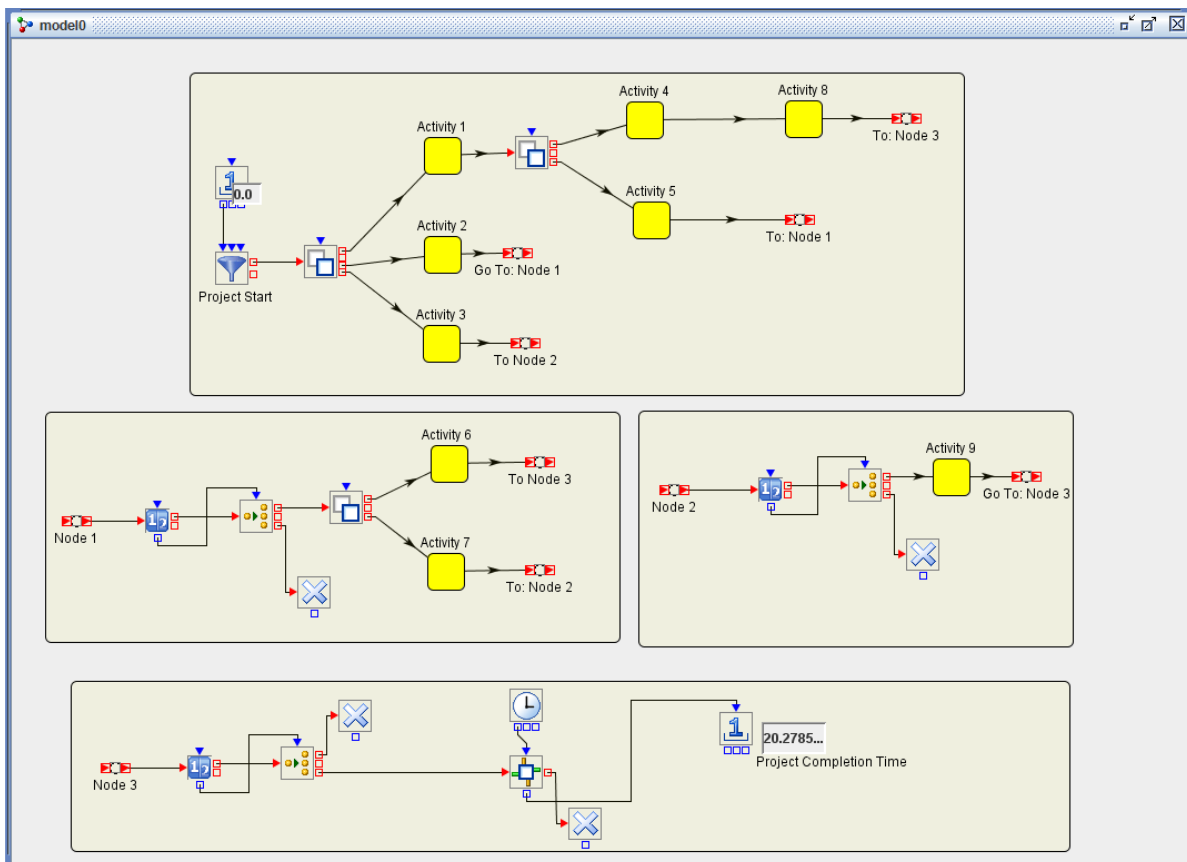 model0
Activity 4
Activity 8
To: Node 3
Activity 1
0.0
Activity 5
To: Node 1
Activity 2
Go To: Node 1
Project Start
Activity 3
To Node 2
Activity 6
To Node 3
Node 1
Activity 7
To: Node 2
Activity 9
Node 2
Go To: Node 3
Node 3
20.2785...
Project Completion Time